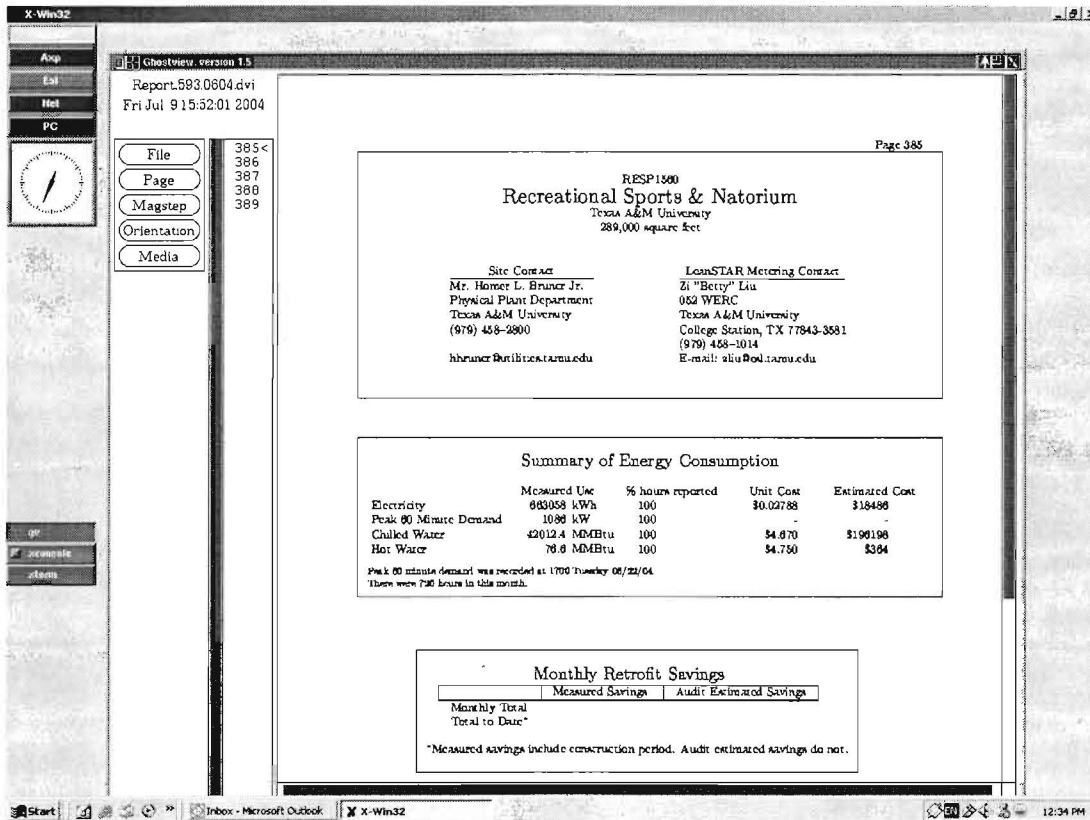 X-Win32
Axp
Esl
Net
PC
Ghostview, version 1.5
Report.593.0604.dvi
Fri Jul 9 15:52:01 2004
File
Page
Magstep
Orientation
Media
385<
386
387
388
389
Page 385
RESP1560
Recreational Sports & Natorium
Texas A&M University
289,000 square feet
Site Contact
Mr. Homer L. Bruner Jr.
Physical Plant Department
Texas A&M University
(979) 458-2800
hbruner@utilities.tamu.edu
LoanSTAR Metering Contact
Zi "Betty" Liu
052 WERC
Texas A&M University
College Station, TX 77843-3581
(979) 458-1014
E-mail: zliu@esl.tamu.edu
Summary of Energy Consumption
Measured Use % hours reported Unit Cost Estimated Cost
Electricity 663058 kWh 100 $0.02788 $18486
Peak 60 Minute Demand 1086 kW 100 - -
Chilled Water 42012.4 MMBtu 100 $4.670 $196198
Hot Water 76.6 MMBtu 100 $4.750 $364
Peak 60 minute demand was recorded at 1700 Tuesday 06/22/04.
There were 720 hours in this month.
Monthly Retrofit Savings
Measured Savings Audit Estimated Savings
Monthly Total
Total to Date*
*Measured savings include construction period. Audit estimated savings do not.
gv
xconsole
xterm
Start
»
Inbox - Microsoft Outlook
X-Win32
EN
12:34 PM